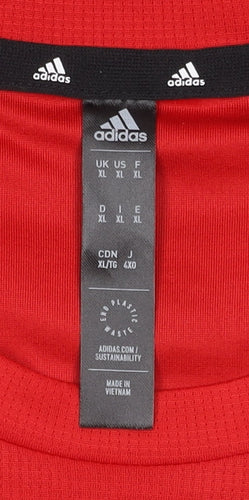 adidas
adidas
adidas
UK US F
XL XL XL
D I E
XL XL XL
CDN J
XL/TG 4XO
END PLASTIC WASTE
ADIDAS.COM/
SUSTAINABILITY
MADE IN
VIETNAM